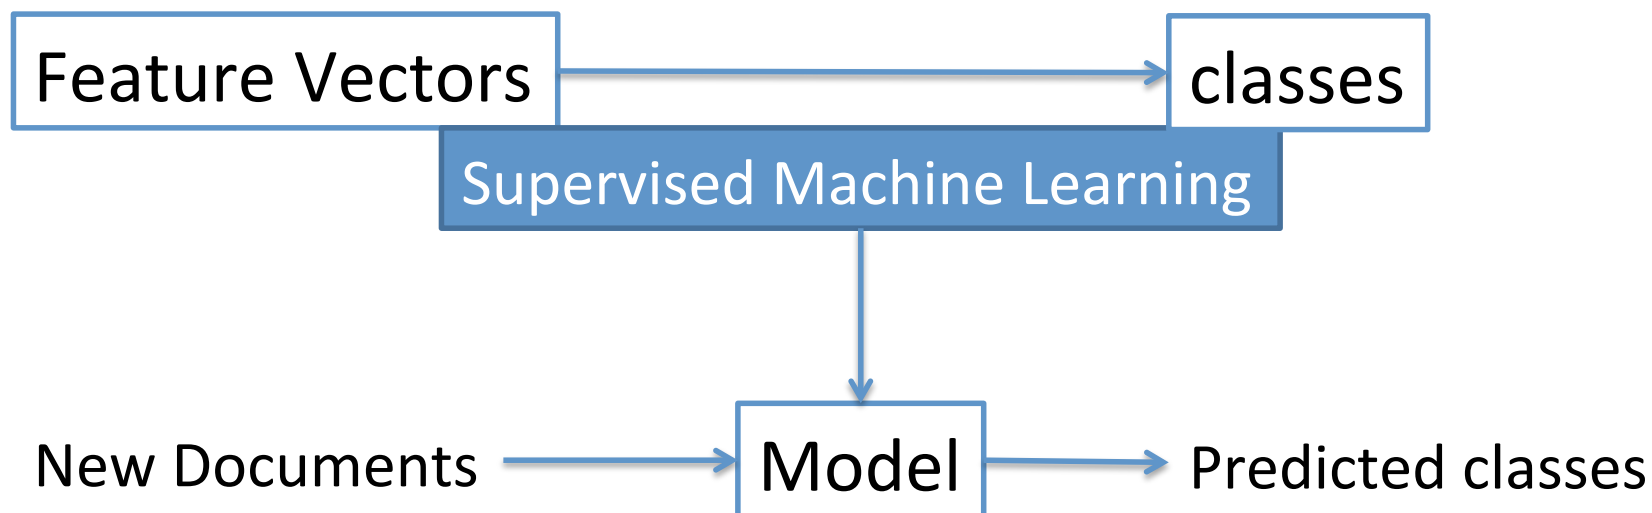 Feature Vectors
classes
Supervised Machine Learning
New Documents
Model
Predicted classes